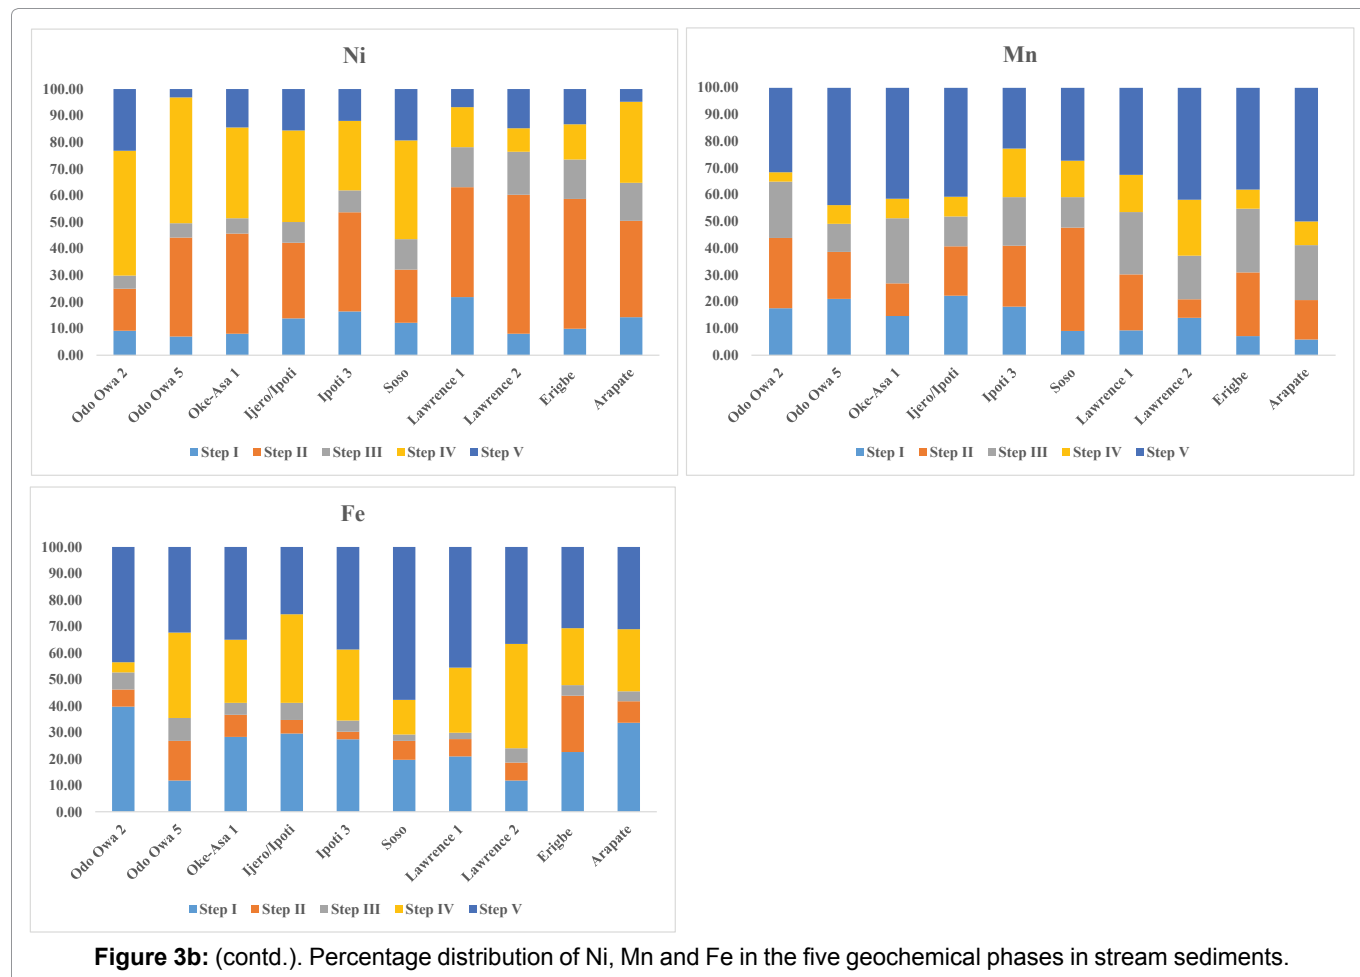 Ni
100.00
90.00
80.00
70.00
60.00
50.00
40.00
30.00
20.00
10.00
0.00
Odo Owa 2
Odo Owa 5
Oke-Asa 1
Ijero/Ipoti
Ipoti 3
Soso
Lawrence 1
Lawrence 2
Erigbe
Arapate
Step I Step II Step III Step IV Step V
Mn
100.00
90.00
80.00
70.00
60.00
50.00
40.00
30.00
20.00
10.00
0.00
Odo Owa 2
Odo Owa 5
Oke-Asa 1
Ijero/Ipoti
Ipoti 3
Soso
Lawrence 1
Lawrence 2
Erigbe
Arapate
Step I Step II Step III Step IV Step V
Fe
100.00
90.00
80.00
70.00
60.00
50.00
40.00
30.00
20.00
10.00
0.00
Odo Owa 2
Odo Owa 5
Oke-Asa 1
Ijero/Ipoti
Ipoti 3
Soso
Lawrence 1
Lawrence 2
Erigbe
Arapate
Step I Step II Step III Step IV Step V
Figure 3b: (contd.). Percentage distribution of Ni, Mn and Fe in the five geochemical phases in stream sediments.